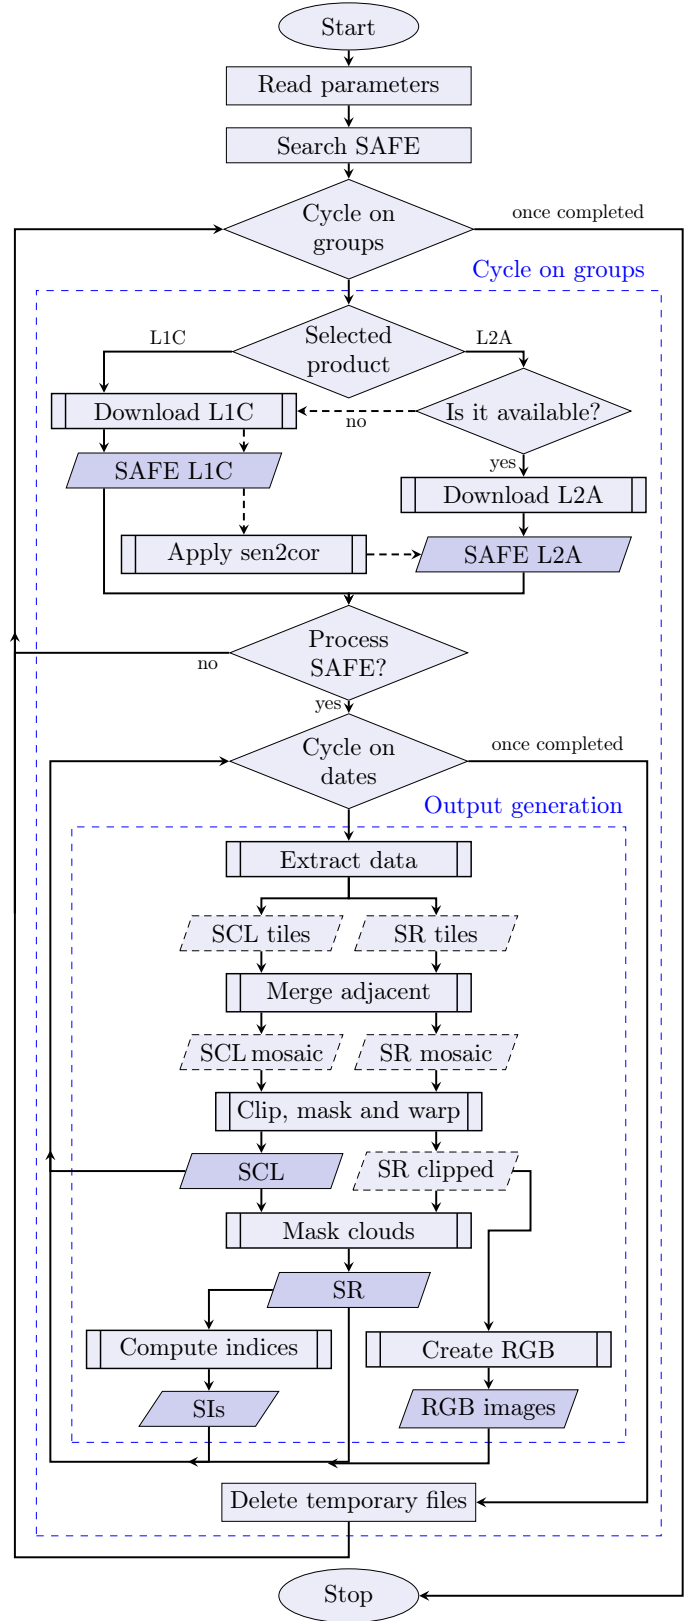 Start
Read parameters
Search SAFE
Cycle on
groups
once completed
Cycle on groups
Selected
product
L1C
L2A
Download L1C
Is it available?
no
yes
SAFE L1C
Download L2A
Apply sen2cor
SAFE L2A
Process
SAFE?
no
yes
Cycle on
dates
once completed
Output generation
Extract data
SCL tiles
SR tiles
Merge adjacent
SCL mosaic
SR mosaic
Clip, mask and warp
SCL
SR clipped
Mask clouds
SR
Compute indices
Create RGB
SIs
RGB images
Delete temporary files
Stop